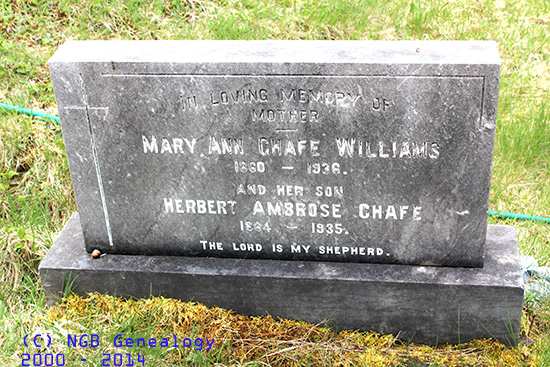 IN LOVING MEMORY OF
MOTHER
MARY ANN CHAFE WILLIAMS
1860 — 1936.
AND HER SON
HERBERT AMBROSE CHAFE
1884 — 1935.
THE LORD IS MY SHEPHERD.
(C) NGB Genealogy
2000 - 2014